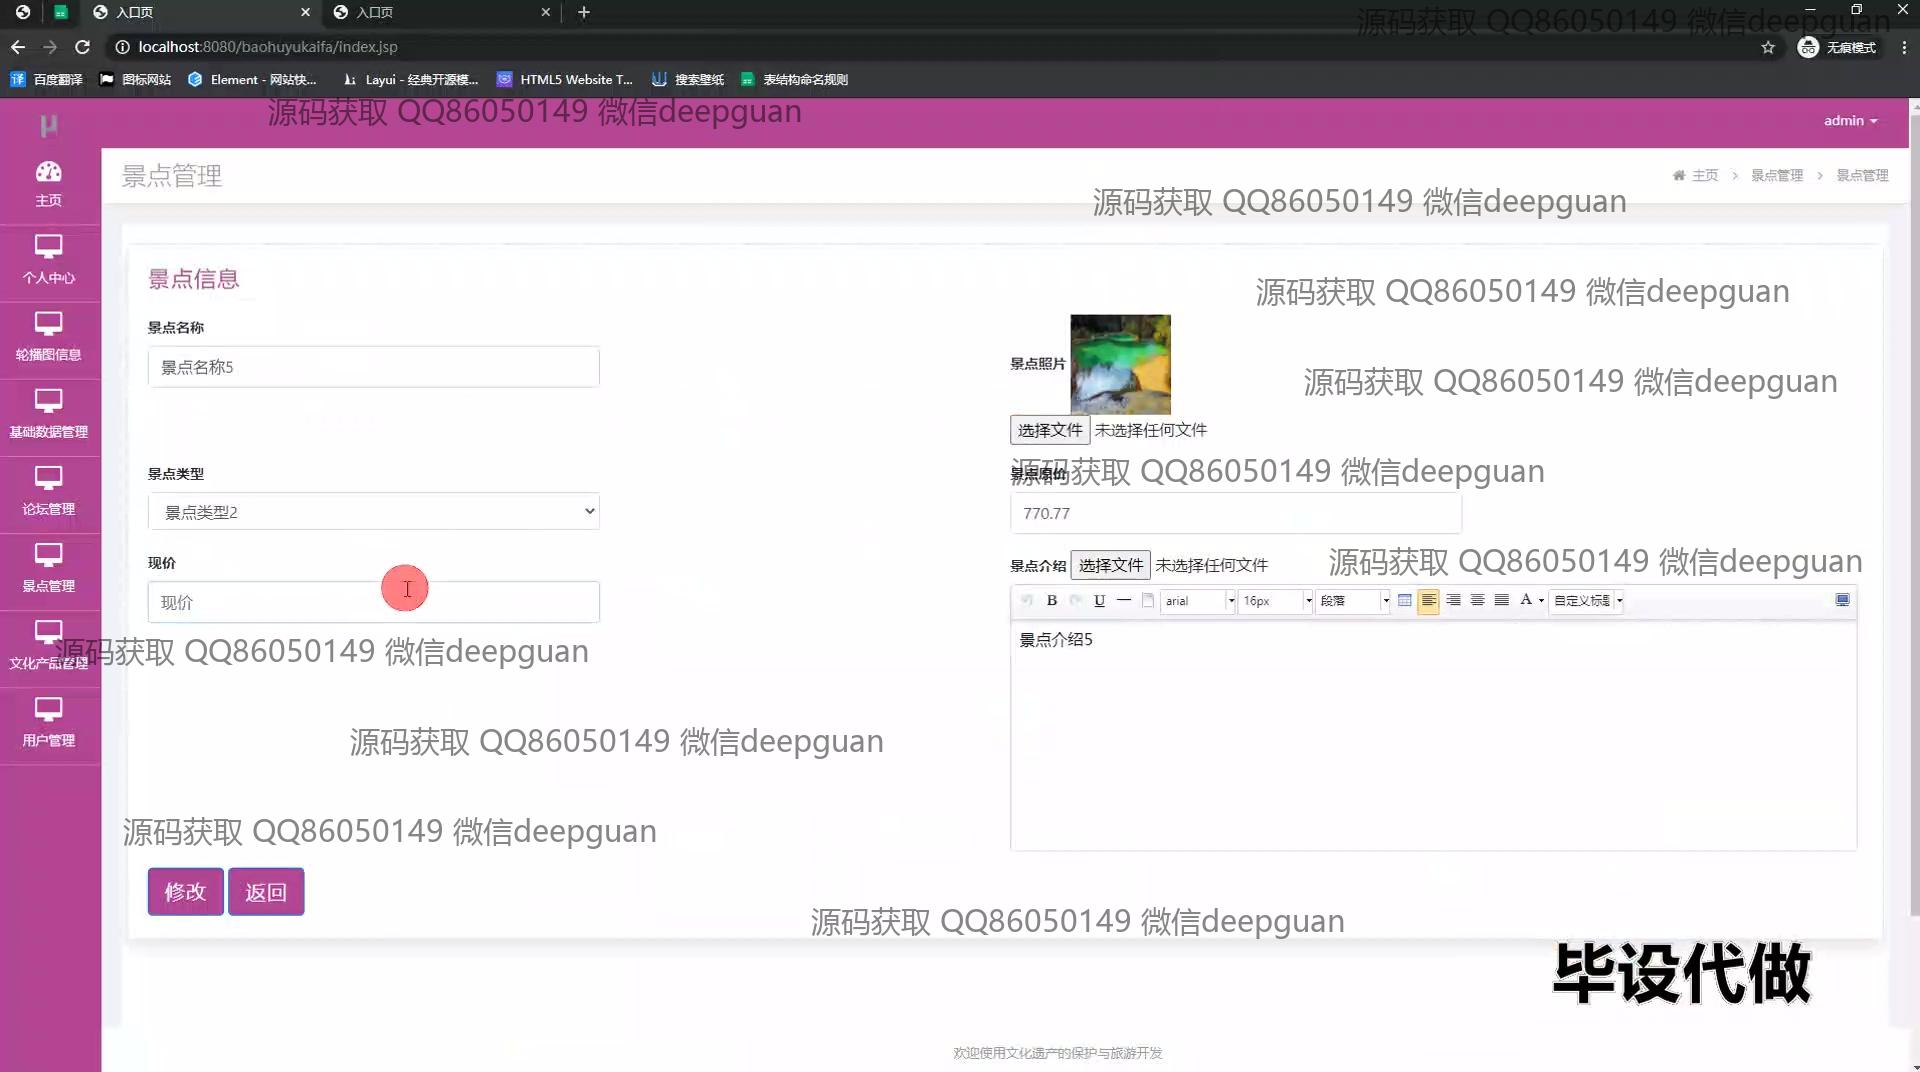 入口页
入口页
源码获取 QQ86050149 微信deepguan
localhost:8080/baohuyukaifa/index.jsp
无痕模式
百度翻译
图标网站
Element - 网站快...
Layui - 经典开源模...
HTML5 Website T...
搜索壁纸
表结构命名规则
源码获取 QQ86050149 微信deepguan
admin
景点管理
主页 > 景点管理 > 景点管理
主页
源码获取 QQ86050149 微信deepguan
个人中心
景点信息
源码获取 QQ86050149 微信deepguan
景点名称
景点名称5
轮播图信息
景点照片
源码获取 QQ86050149 微信deepguan
选择文件 未选择任何文件
基础数据管理
景点类型
景点原价
源码获取 QQ86050149 微信deepguan
景点类型2
770.77
论坛管理
现价
现价
景点介绍 选择文件 未选择任何文件
源码获取 QQ86050149 微信deepguan
景点管理
B U arial 16px 段落 A 自定义标题
景点介绍5
文化产品管理
源码获取 QQ86050149 微信deepguan
用户管理
源码获取 QQ86050149 微信deepguan
源码获取 QQ86050149 微信deepguan
修改 返回
源码获取 QQ86050149 微信deepguan
毕设代做
欢迎使用文化遗产的保护与旅游开发